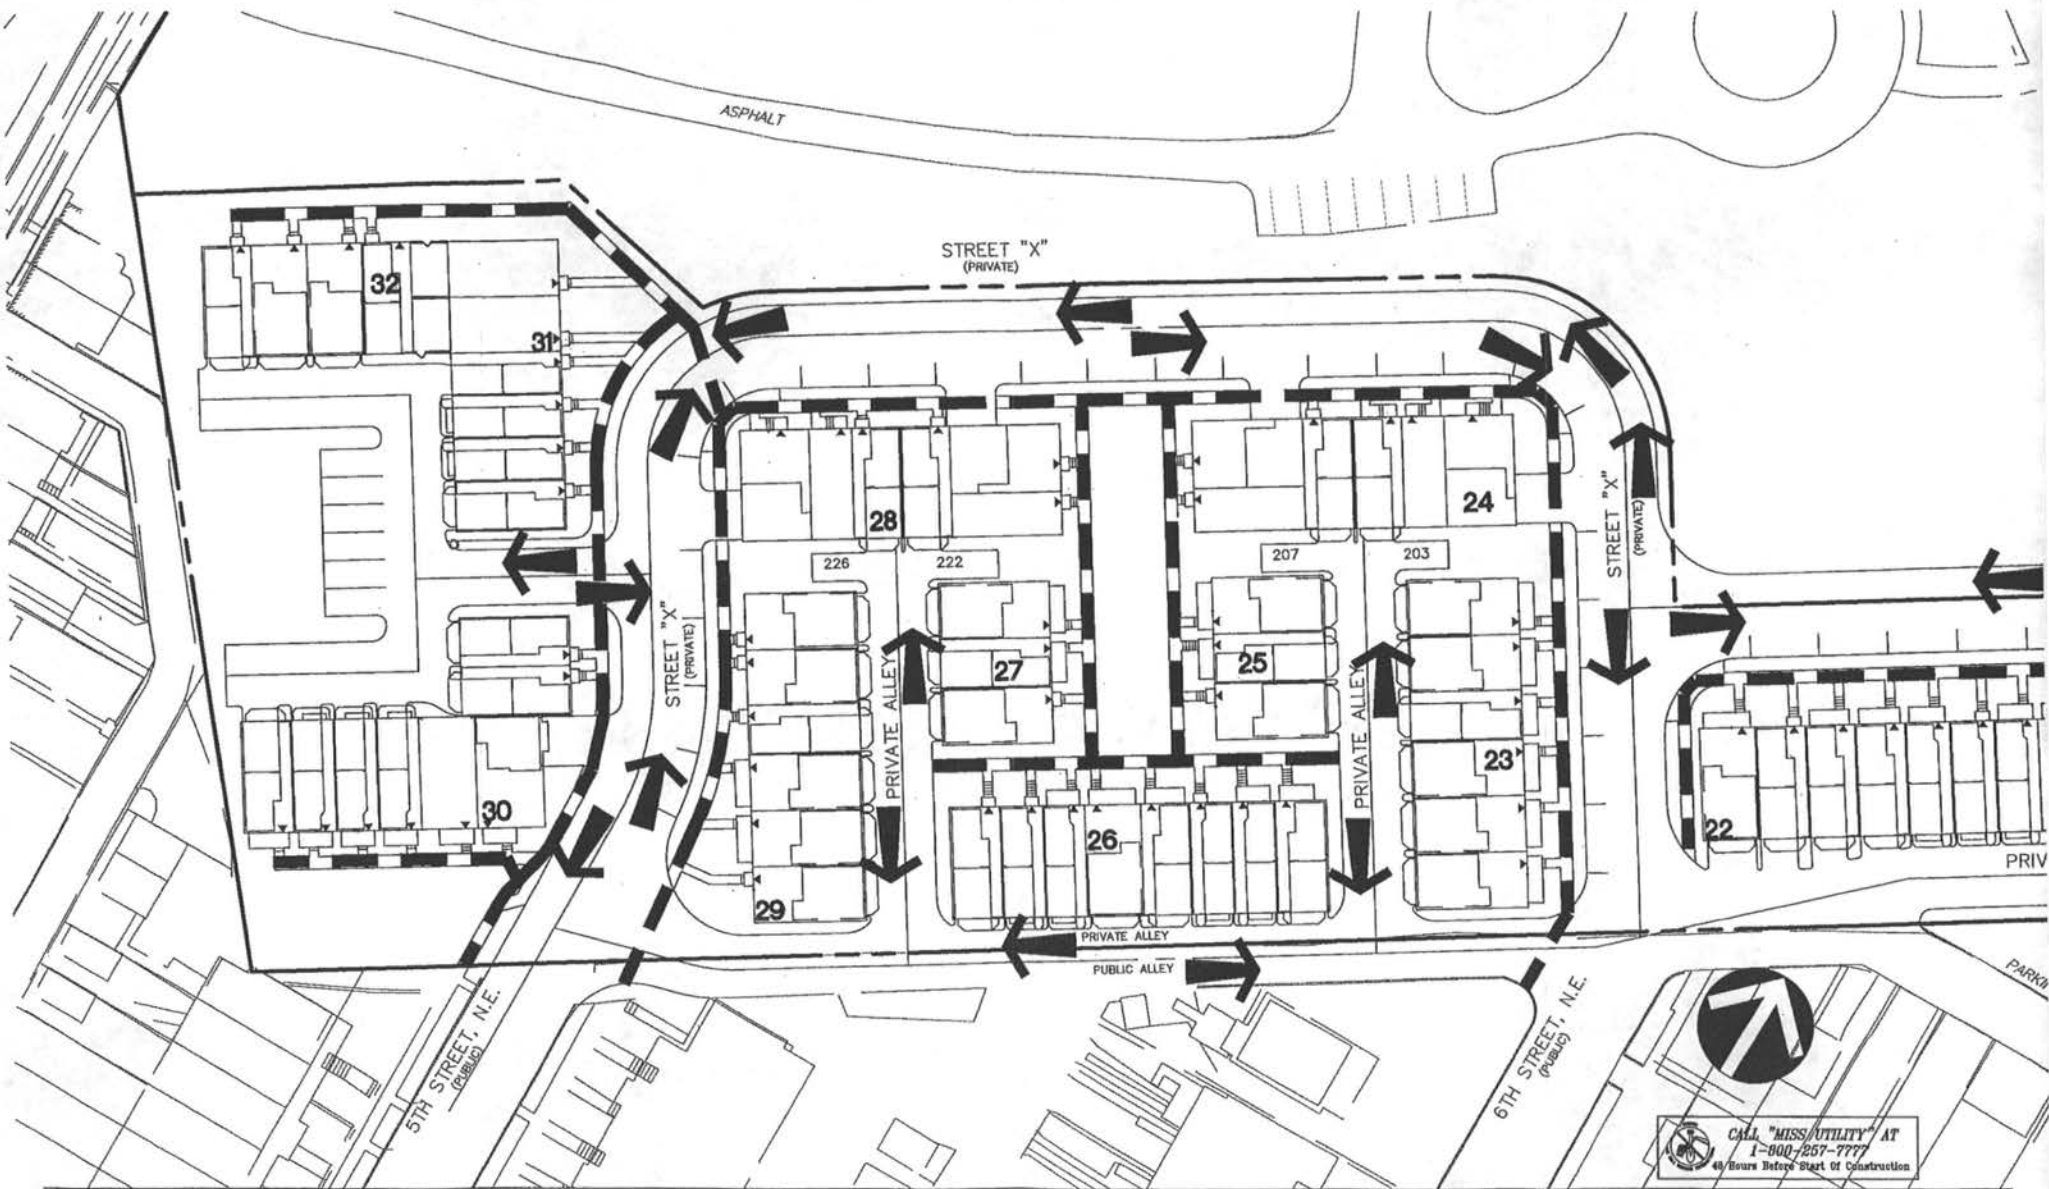 ASPHALT
STREET "X"
(PRIVATE)
32
31
28
24
226
222
207
203
STREET "X"
(PRIVATE)
STREET "X"
(PRIVATE)
PRIVATE ALLEY
27
25
PRIVATE ALLEY
23
30
26
22
29
PRIV
PRIVATE ALLEY
PUBLIC ALLEY
5TH STREET, N.E.
(PUBLIC)
6TH STREET, N.E.
(PUBLIC)
PARKI
CALL "MISS UTILITY" AT
1-800-257-7777
48 Hours Before Start Of Construction